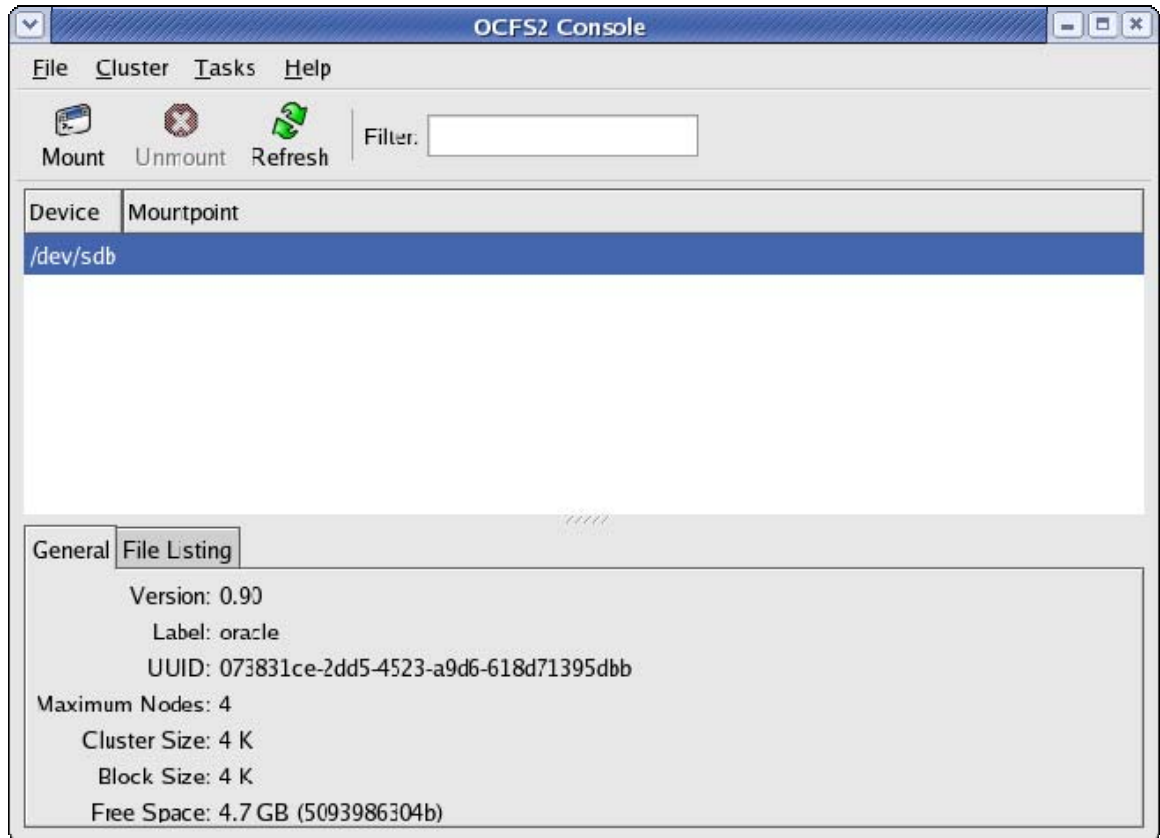 OCFS2 Console
File Cluster Tasks Help
Mount Unmount Refresh Filter:
Device Mountpoint
/dev/sdb
General File Listing
Version: 0.90
Label: oracle
UUID: 073831ce-2dd5-4523-a9d6-618d71395dbb
Maximum Nodes: 4
Cluster Size: 4 K
Block Size: 4 K
Free Space: 4.7 GB (5093986304b)